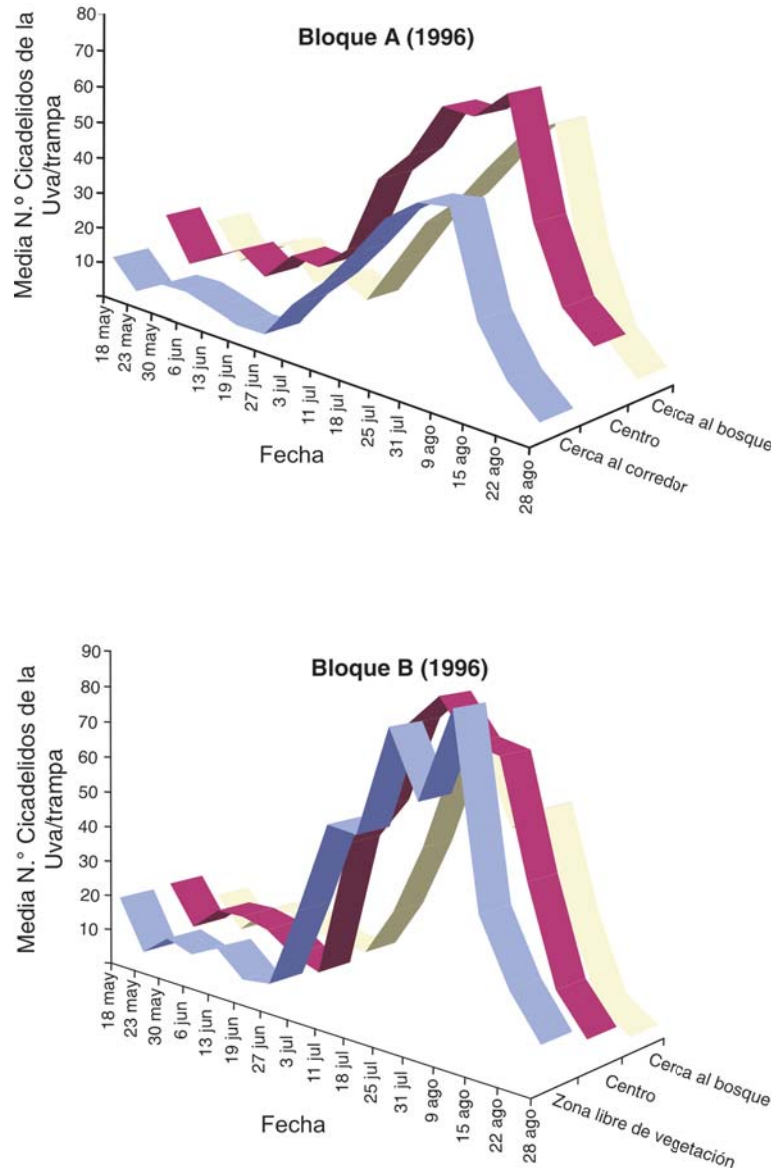 Bloque A (1996)
Media N.º Cicadelidos de la
Uva/trampa
80
70
60
50
40
30
20
10
18 may
23 may
30 may
6 jun
13 jun
19 jun
27 jun
3 jul
11 jul
18 jul
25 jul
31 jul
9 ago
15 ago
22 ago
28 ago
Fecha
Cerca al corredor
Centro
Cerca al bosque
Bloque B (1996)
Media N.° Cicadelidos de la
Uva/trampa
90
80
70
60
50
40
30
20
10
18 may
23 may
30 may
6 jun
13 jun
19 jun
27 jun
3 jul
11 jul
18 jul
25 jul
31 jul
9 ago
15 ago
22 ago
28 ago
Fecha
Zona libre de vegetación
Centro
Cerca al bosque